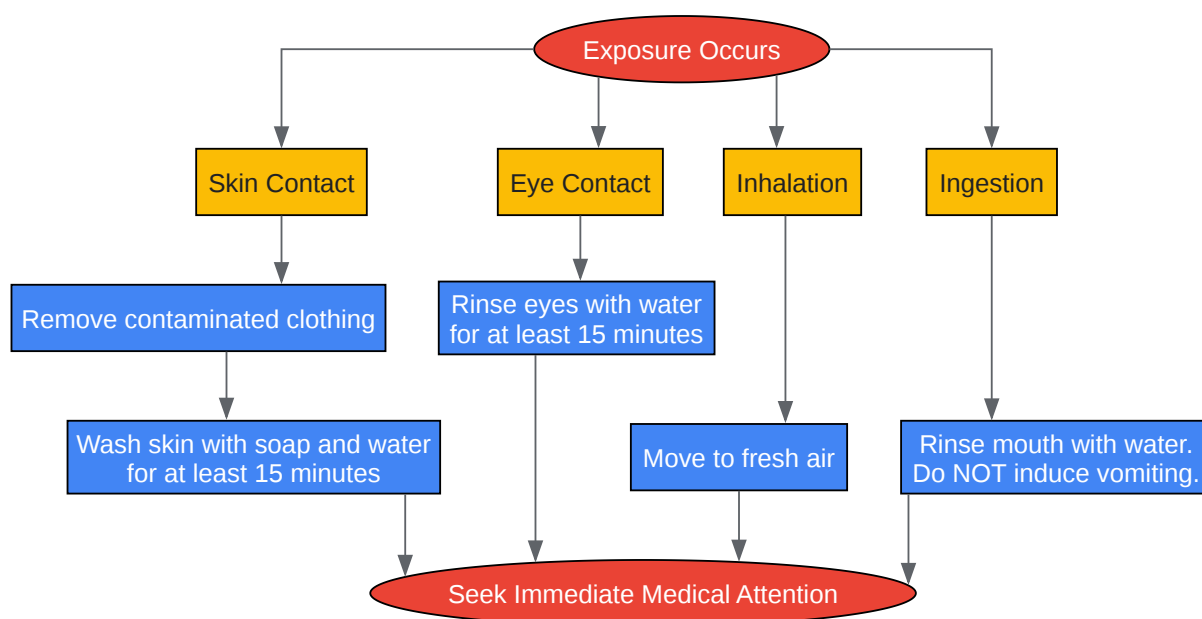 Exposure Occurs
Skin Contact
Eye Contact
Inhalation
Ingestion
Remove contaminated clothing
Rinse eyes with water
for at least 15 minutes
Wash skin with soap and water
for at least 15 minutes
Move to fresh air
Rinse mouth with water.
Do NOT induce vomiting.
Seek Immediate Medical Attention